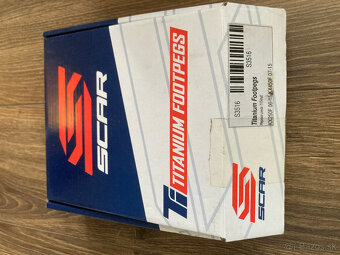 SCAR
Ti TITANIUM FOOTPEGS
S3516
S3516
Titanium Footpegs
SCAR